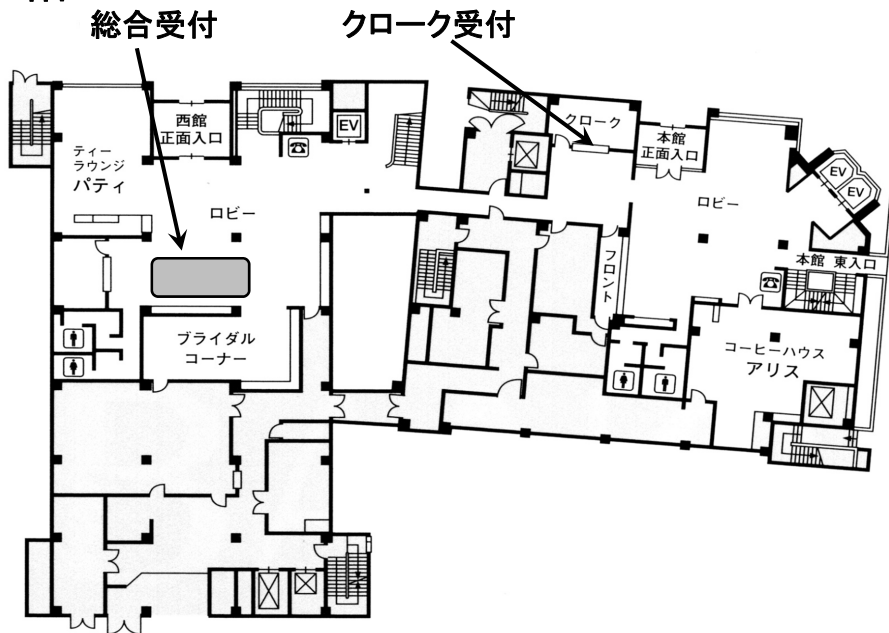 総合受付
クローク受付
西館
正面入口
EV
クローク
本館
正面入口
ティー
ラウンジ
パティ
ロビー
ロビー
EV
EV
フロント
本館 東入口
ブライダル
コーナー
コーヒーハウス
アリス